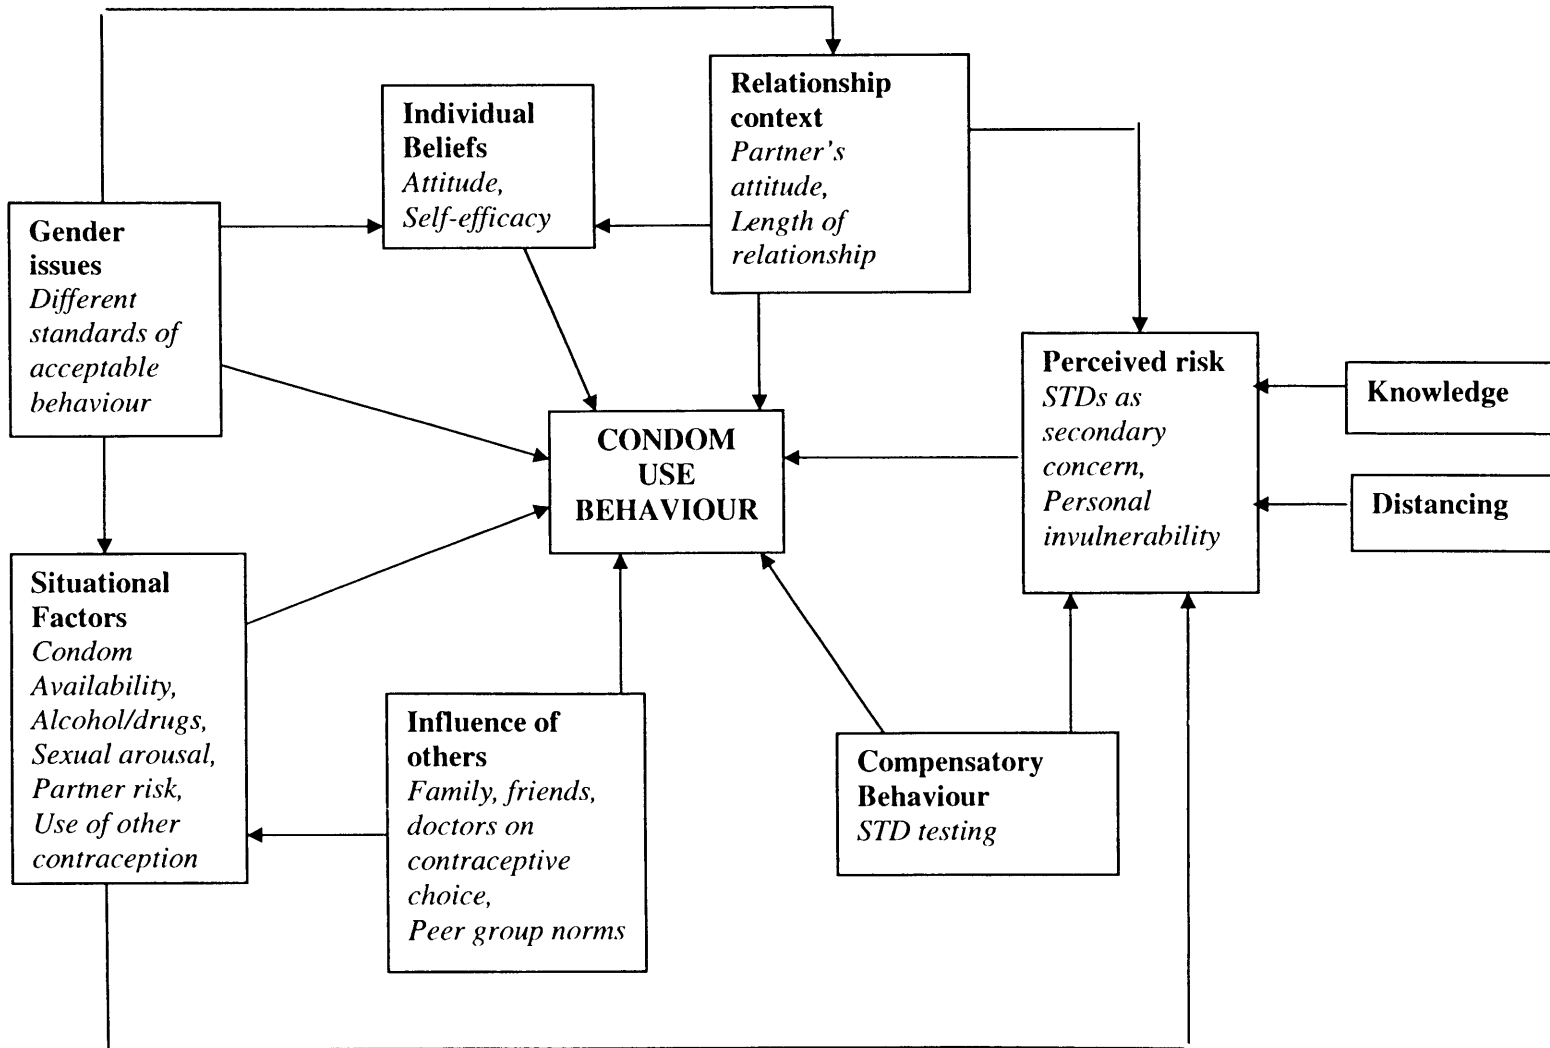 Relationship
context
Partner's
attitude,
Length of
relationship
Individual
Beliefs
Attitude,
Self-efficacy
Gender
issues
Different
standards of
acceptable
behaviour
Perceived risk
STDs as
secondary
concern,
Personal
invulnerability
Knowledge
Distancing
CONDOM
USE
BEHAVIOUR
Situational
Factors
Condom
Availability,
Alcohol/drugs,
Sexual arousal,
Partner risk,
Use of other
contraception
Influence of
others
Family, friends,
doctors on
contraceptive
choice,
Peer group norms
Compensatory
Behaviour
STD testing